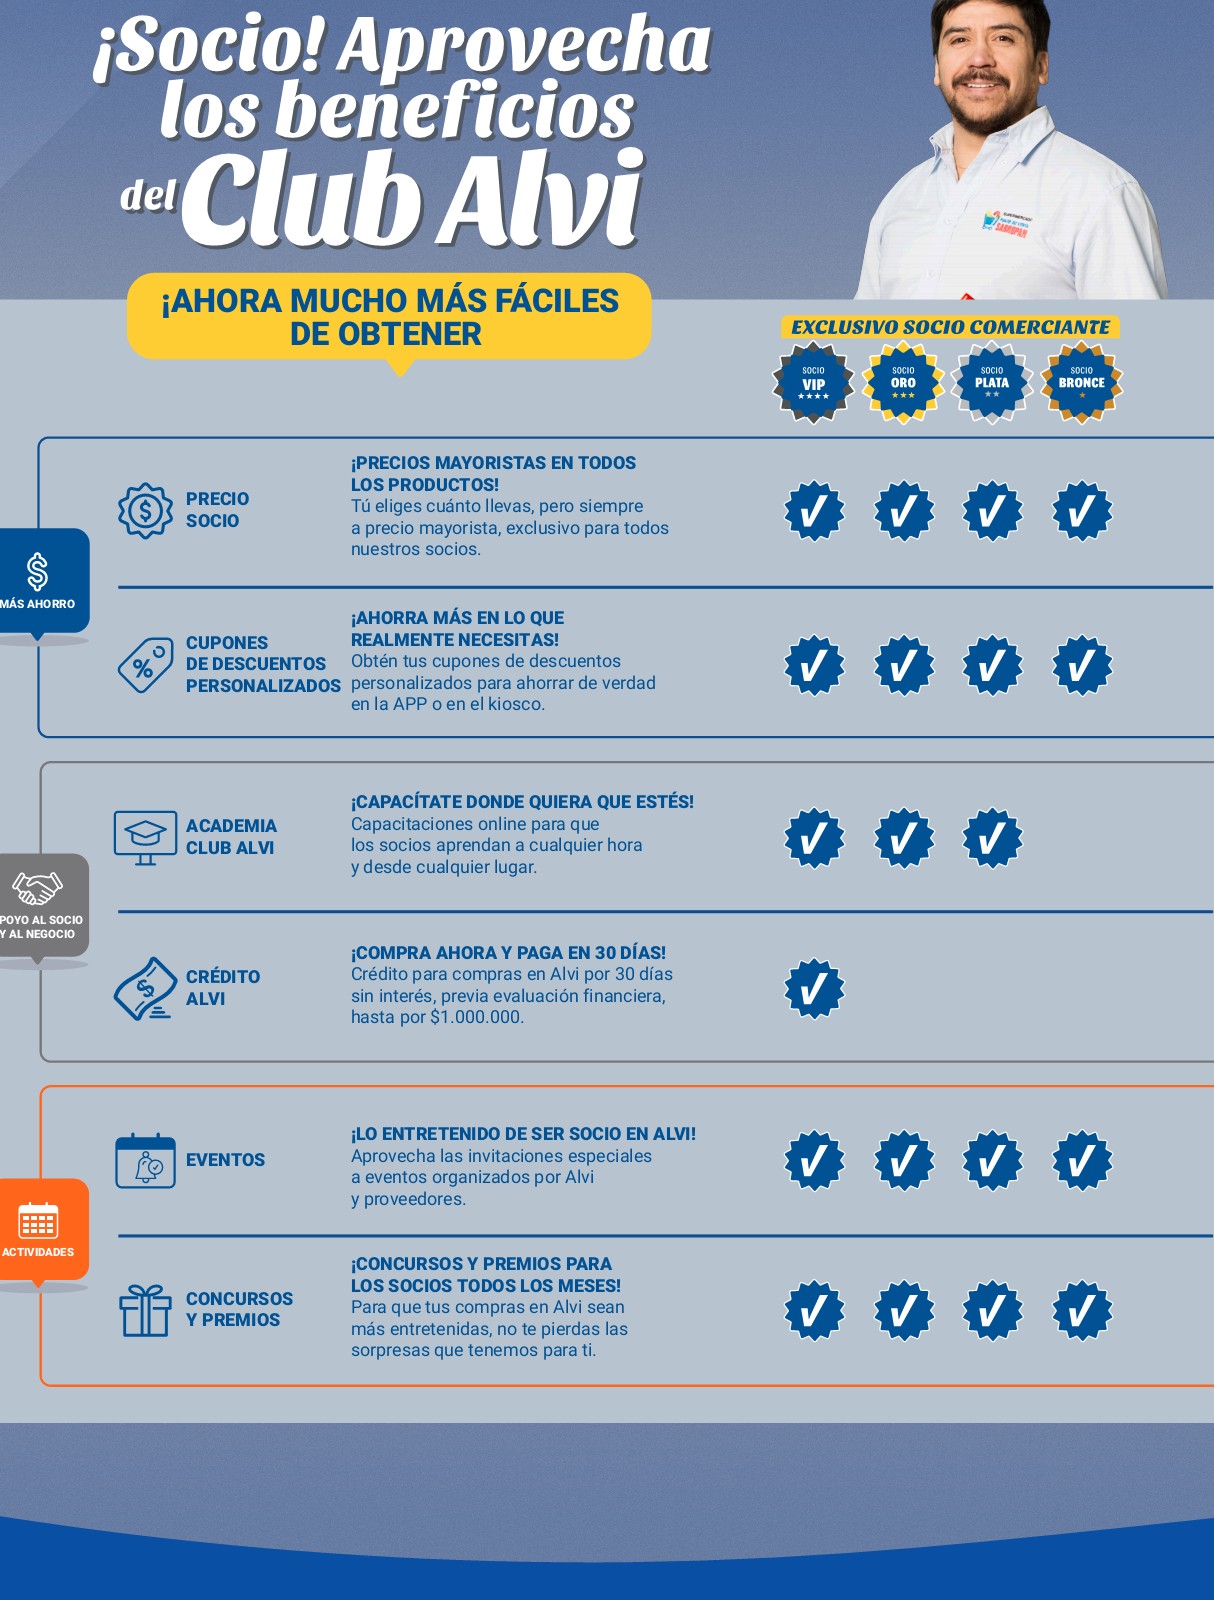 ¡Socio! Aprovecha
los beneficios
del Club Alvi
¡AHORA MUCHO MÁS FÁCILES
DE OBTENER
SUPERMERCADO
SABROPAN
EXCLUSIVO SOCIO COMERCIANTE
SOCIO
VIP
SOCIO
ORO
SOCIO
PLATA
SOCIO
BRONCE
MÁS AHORRO
PRECIO
SOCIO
¡PRECIOS MAYORISTAS EN TODOS
LOS PRODUCTOS!
Tú eliges cuánto llevas, pero siempre
a precio mayorista, exclusivo para todos
nuestros socios.
CUPONES
DE DESCUENTOS
PERSONALIZADOS
¡AHORRA MÁS EN LO QUE
REALMENTE NECESITAS!
Obtén tus cupones de descuentos
personalizados para ahorrar de verdad
en la APP o en el kiosco.
POYO AL SOCIO
Y AL NEGOCIO
ACADEMIA
CLUB ALVI
¡CAPACÍTATE DONDE QUIERA QUE ESTÉS!
Capacitaciones online para que
los socios aprendan a cualquier hora
y desde cualquier lugar.
CRÉDITO
ALVI
¡COMPRA AHORA Y PAGA EN 30 DÍAS!
Crédito para compras en Alvi por 30 días
sin interés, previa evaluación financiera,
hasta por $1.000.000.
ACTIVIDADES
EVENTOS
¡LO ENTRETENIDO DE SER SOCIO EN ALVI!
Aprovecha las invitaciones especiales
a eventos organizados por Alvi
y proveedores.
CONCURSOS
Y PREMIOS
¡CONCURSOS Y PREMIOS PARA
LOS SOCIOS TODOS LOS MESES!
Para que tus compras en Alvi sean
más entretenidas, no te pierdas las
sorpresas que tenemos para ti.